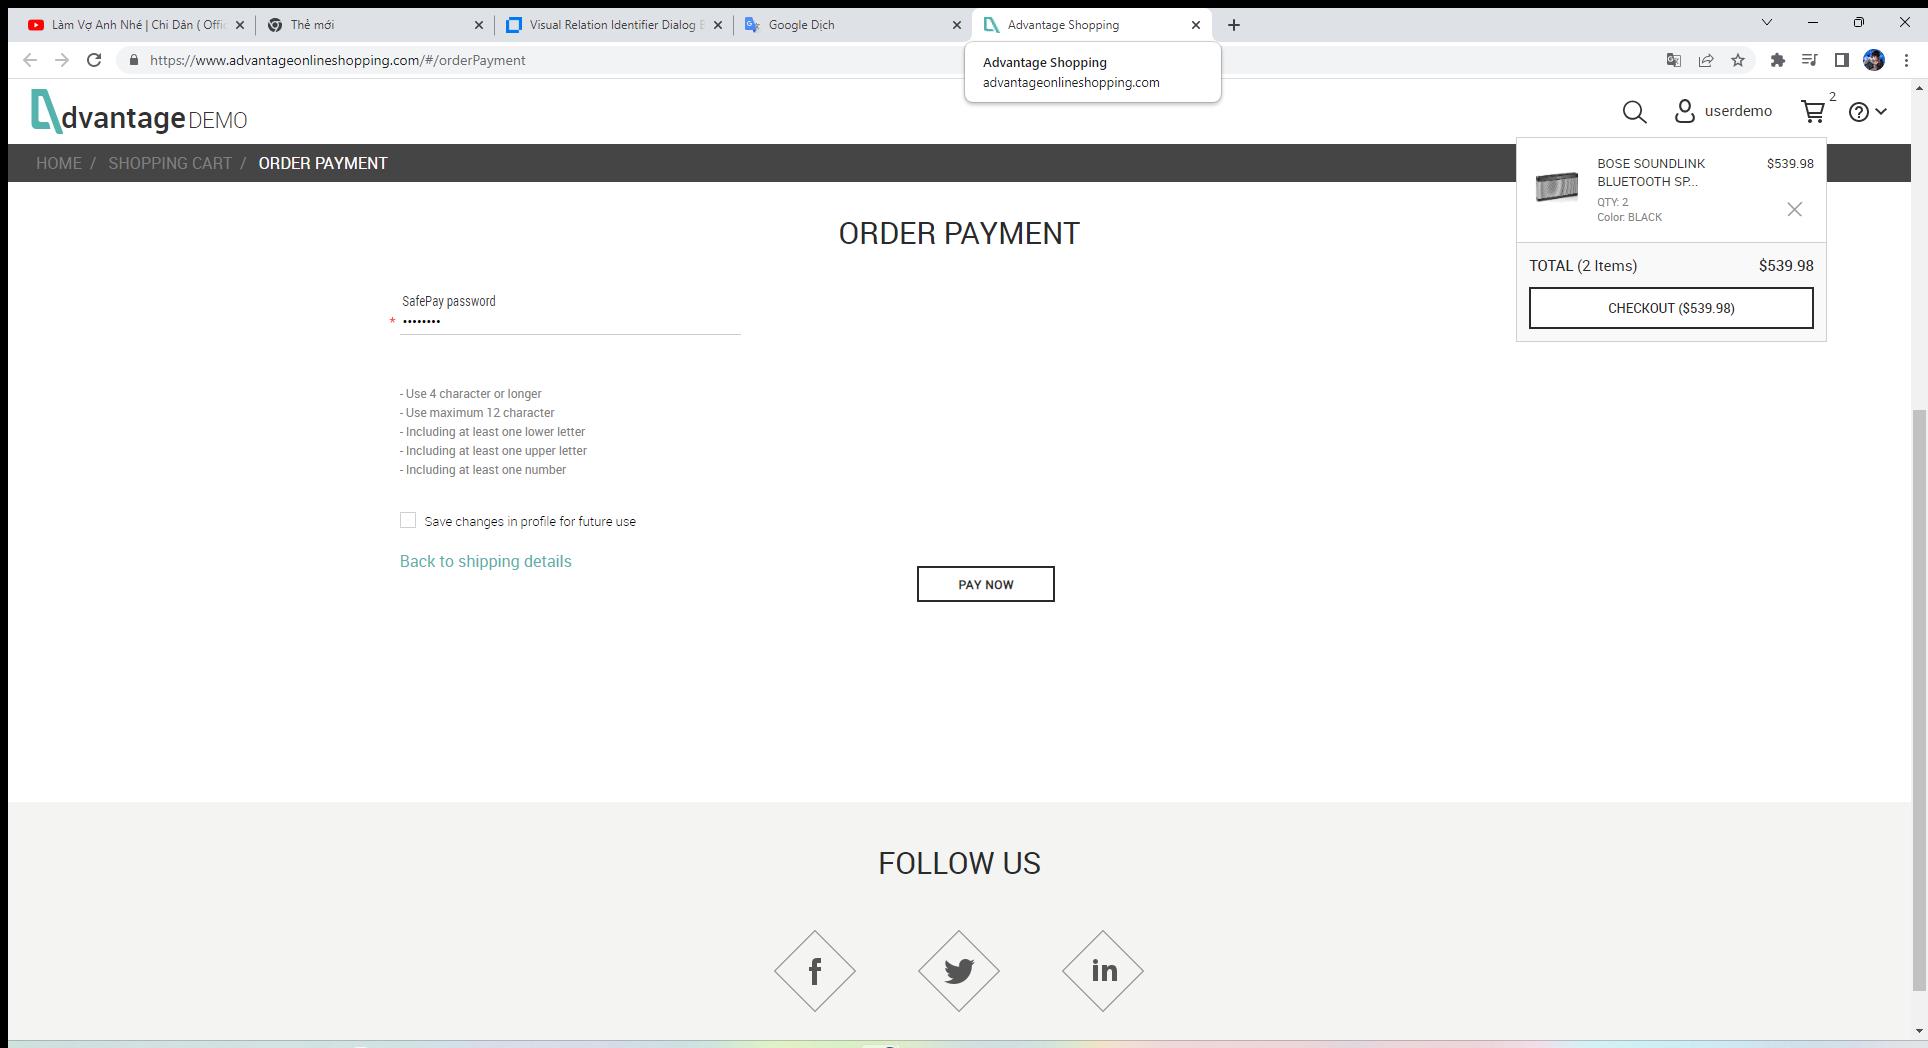 Làm Vợ Anh Nhé | Chi Dân ( Offic
Thẻ mới
Visual Relation Identifier Dialog B
Google Dịch
Advantage Shopping
https://www.advantageonlineshopping.com/#/orderPayment
Advantage Shopping
advantageonlineshopping.com
dvantage DEMO
userdemo
2
HOME / SHOPPING CART / ORDER PAYMENT
BOSE SOUNDLINK BLUETOOTH SP...
$539.98
QTY: 2
Color: BLACK
TOTAL (2 Items) $539.98
CHECKOUT ($539.98)
ORDER PAYMENT
SafePay password
* ••••••••
- Use 4 character or longer
- Use maximum 12 character
- Including at least one lower letter
- Including at least one upper letter
- Including at least one number
Save changes in profile for future use
Back to shipping details
PAY NOW
FOLLOW US
f
in